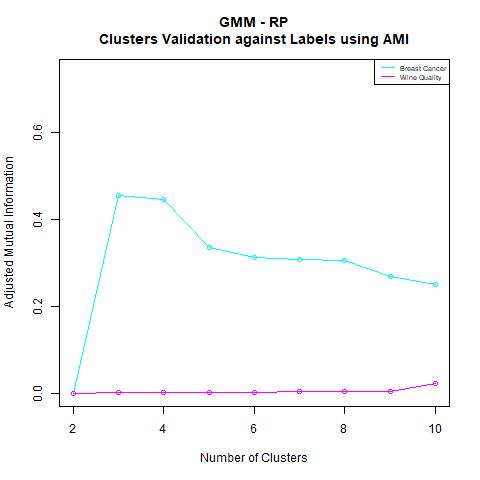 GMM - RP
Clusters Validation against Labels using AMI
Breast Cancer
Wine Quality
Adjusted Mutual Information
0.6
0.4
0.2
0.0
2 4 6 8 10
Number of Clusters